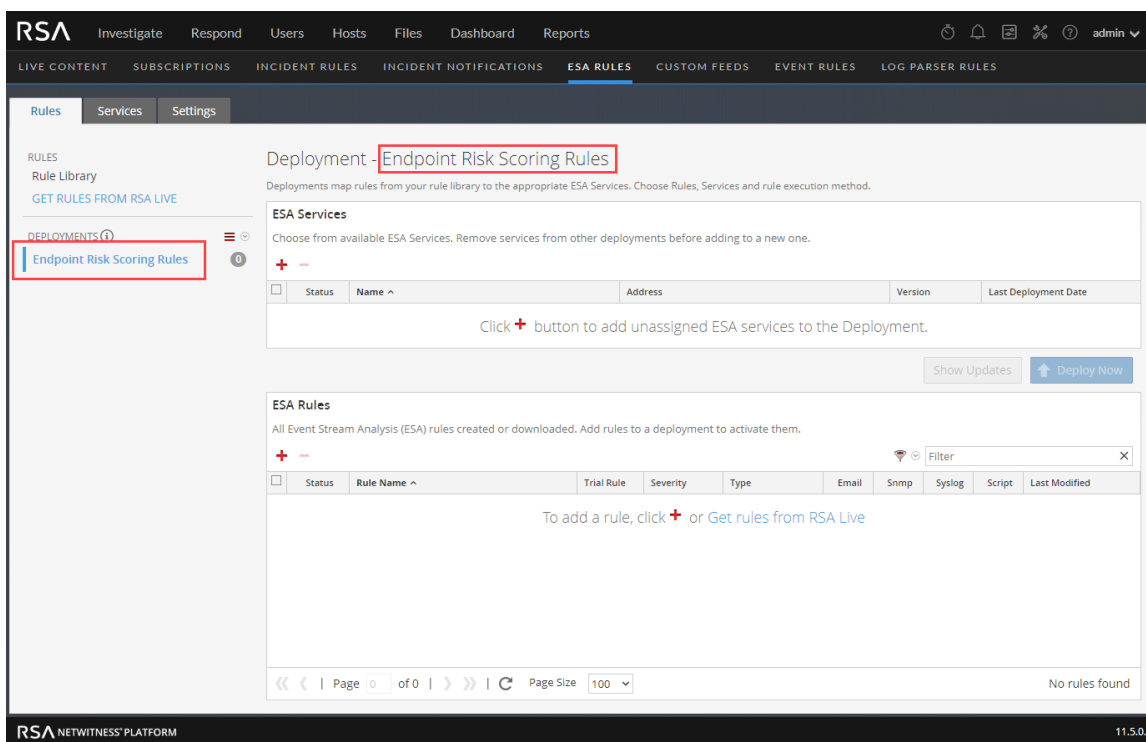 RSA Investigate Respond Users Hosts Files Dashboard Reports admin
LIVE CONTENT SUBSCRIPTIONS INCIDENT RULES INCIDENT NOTIFICATIONS ESA RULES CUSTOM FEEDS EVENT RULES LOG PARSER RULES
Rules Services Settings
RULES
Rule Library
GET RULES FROM RSA LIVE
DEPLOYMENTS
Endpoint Risk Scoring Rules 0
Deployment - Endpoint Risk Scoring Rules
Deployments map rules from your rule library to the appropriate ESA Services. Choose Rules, Services and rule execution method.
ESA Services
Choose from available ESA Services. Remove services from other deployments before adding to a new one.
Status Name Address Version Last Deployment Date
Click + button to add unassigned ESA services to the Deployment.
Show Updates Deploy Now
ESA Rules
All Event Stream Analysis (ESA) rules created or downloaded. Add rules to a deployment to activate them.
Filter
Status Rule Name Trial Rule Severity Type Email Snmp Syslog Script Last Modified
To add a rule, click + or Get rules from RSA Live
Page 0 of 0 Page Size 100 No rules found
RSA NETWITNESS® PLATFORM 11.5.0.